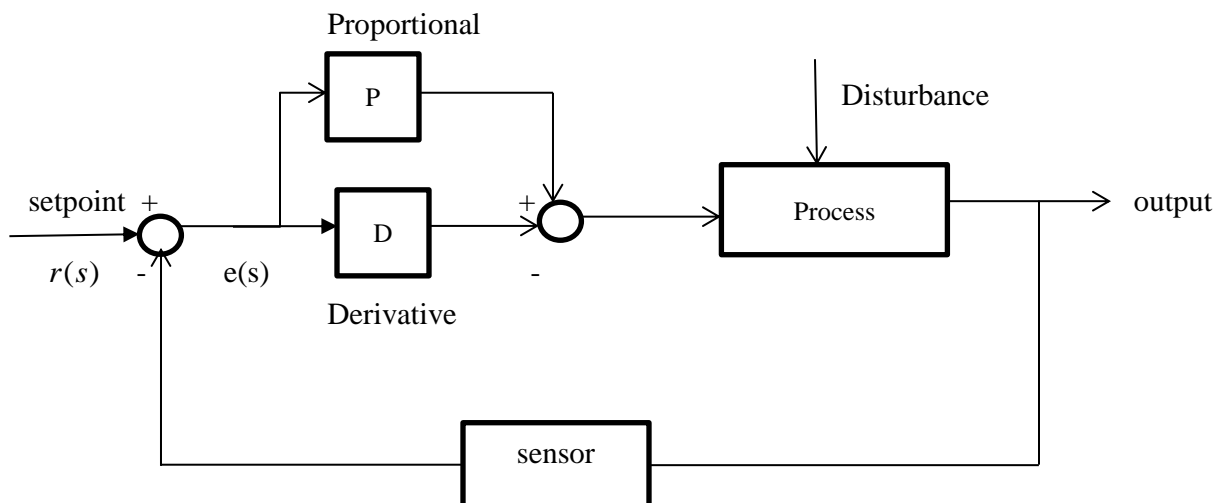 Proportional
P
Disturbance
setpoint +
+
Process
output
D
r(s) - e(s)
-
Derivative
sensor